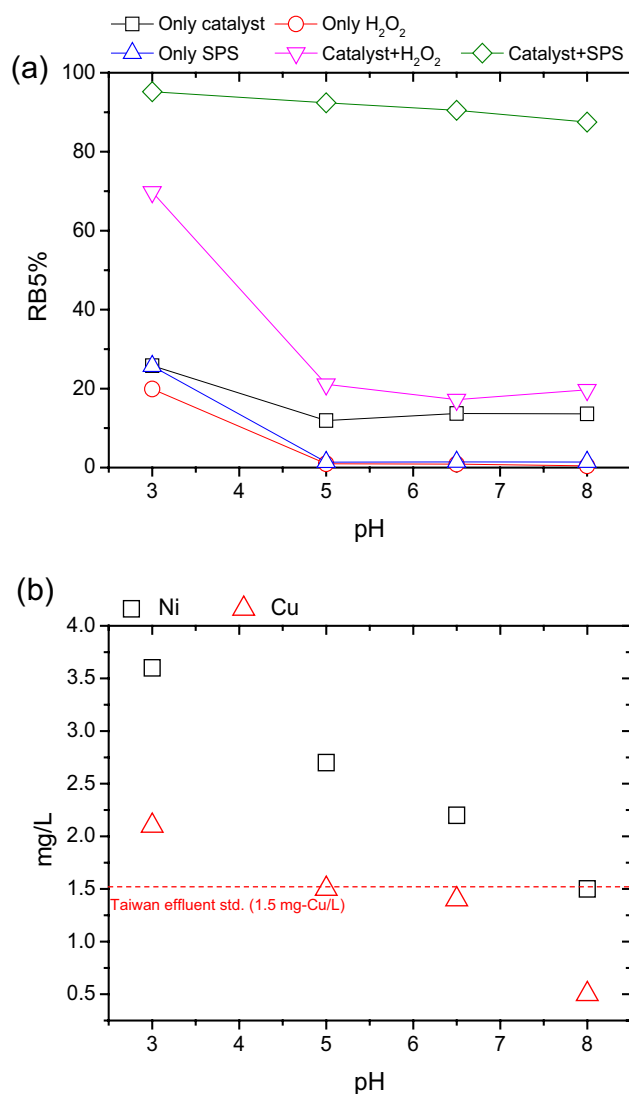 Only catalyst Only H₂O₂
Only SPS Catalyst+H₂O₂ Catalyst+SPS
(a)
100
80
60
40
20
0
RB5%
3 4 5 6 7 8
pH
(b)
Ni Cu
4.0
3.5
3.0
2.5
2.0
1.5
1.0
0.5
mg/L
Taiwan effluent std. (1.5 mg-Cu/L)
3 4 5 6 7 8
pH